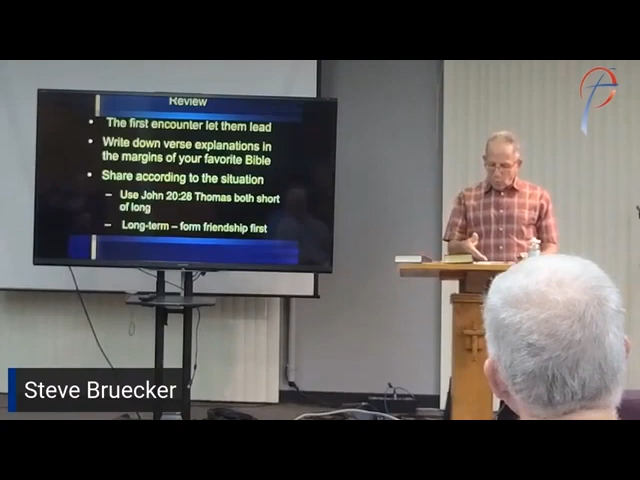 Review
• The first encounter let them lead
• Write down verse explanations in
the margins of your favorite Bible
• Share according to the situation
– Use John 20:28 Thomas both short
of long
– Long-term – form friendship first
Steve Bruecker